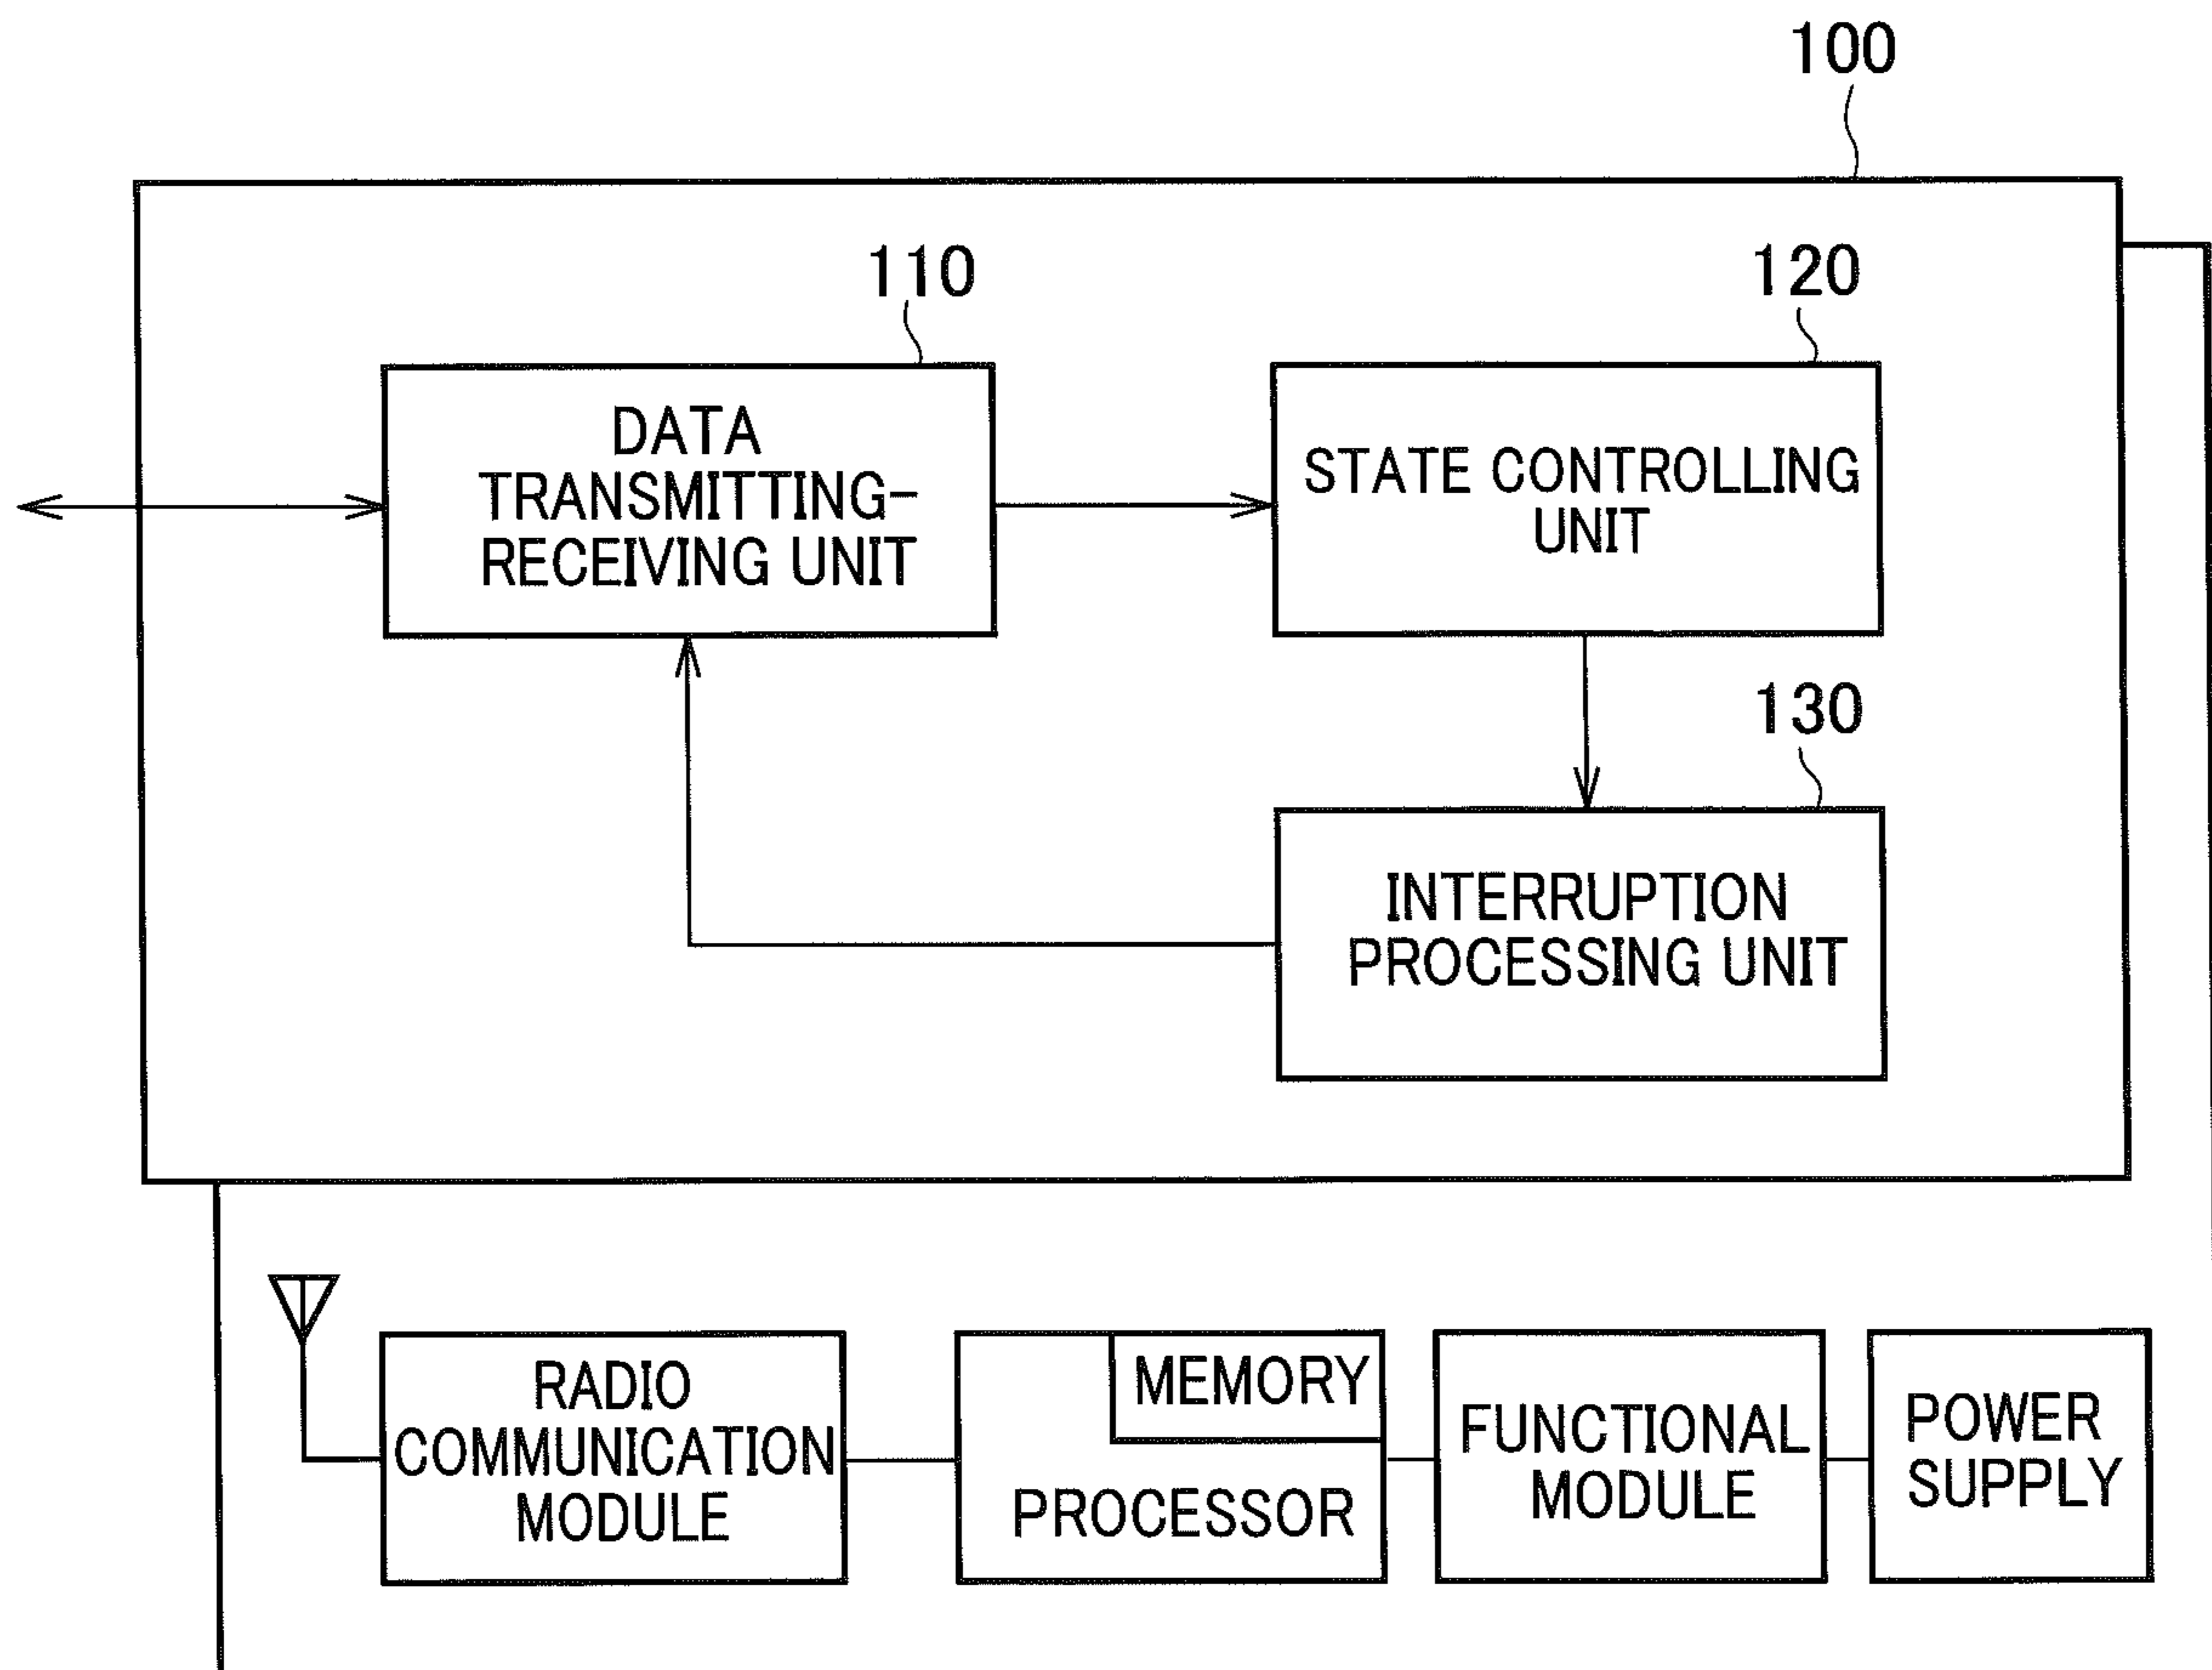 100
110
120
DATA
TRANSMITTING-
RECEIVING UNIT
STATE CONTROLLING
UNIT
130
INTERRUPTION
PROCESSING UNIT
RADIO
COMMUNICATION
MODULE
MEMORY
PROCESSOR
FUNCTIONAL
MODULE
POWER
SUPPLY